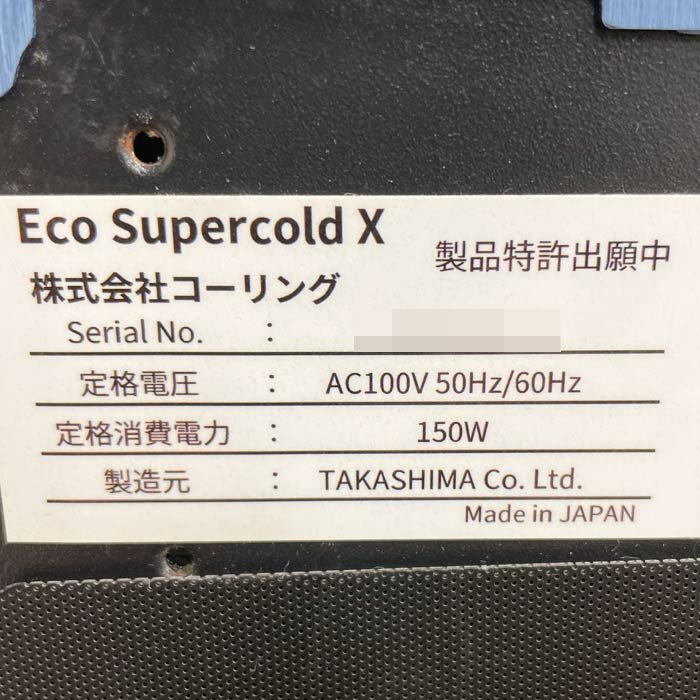 Eco Supercold X
製品特許出願中
株式会社コーリング
Serial No. :
定格電圧 : AC100V 50Hz/60Hz
定格消費電力 : 150W
製造元 : TAKASHIMA Co. Ltd.
Made in JAPAN